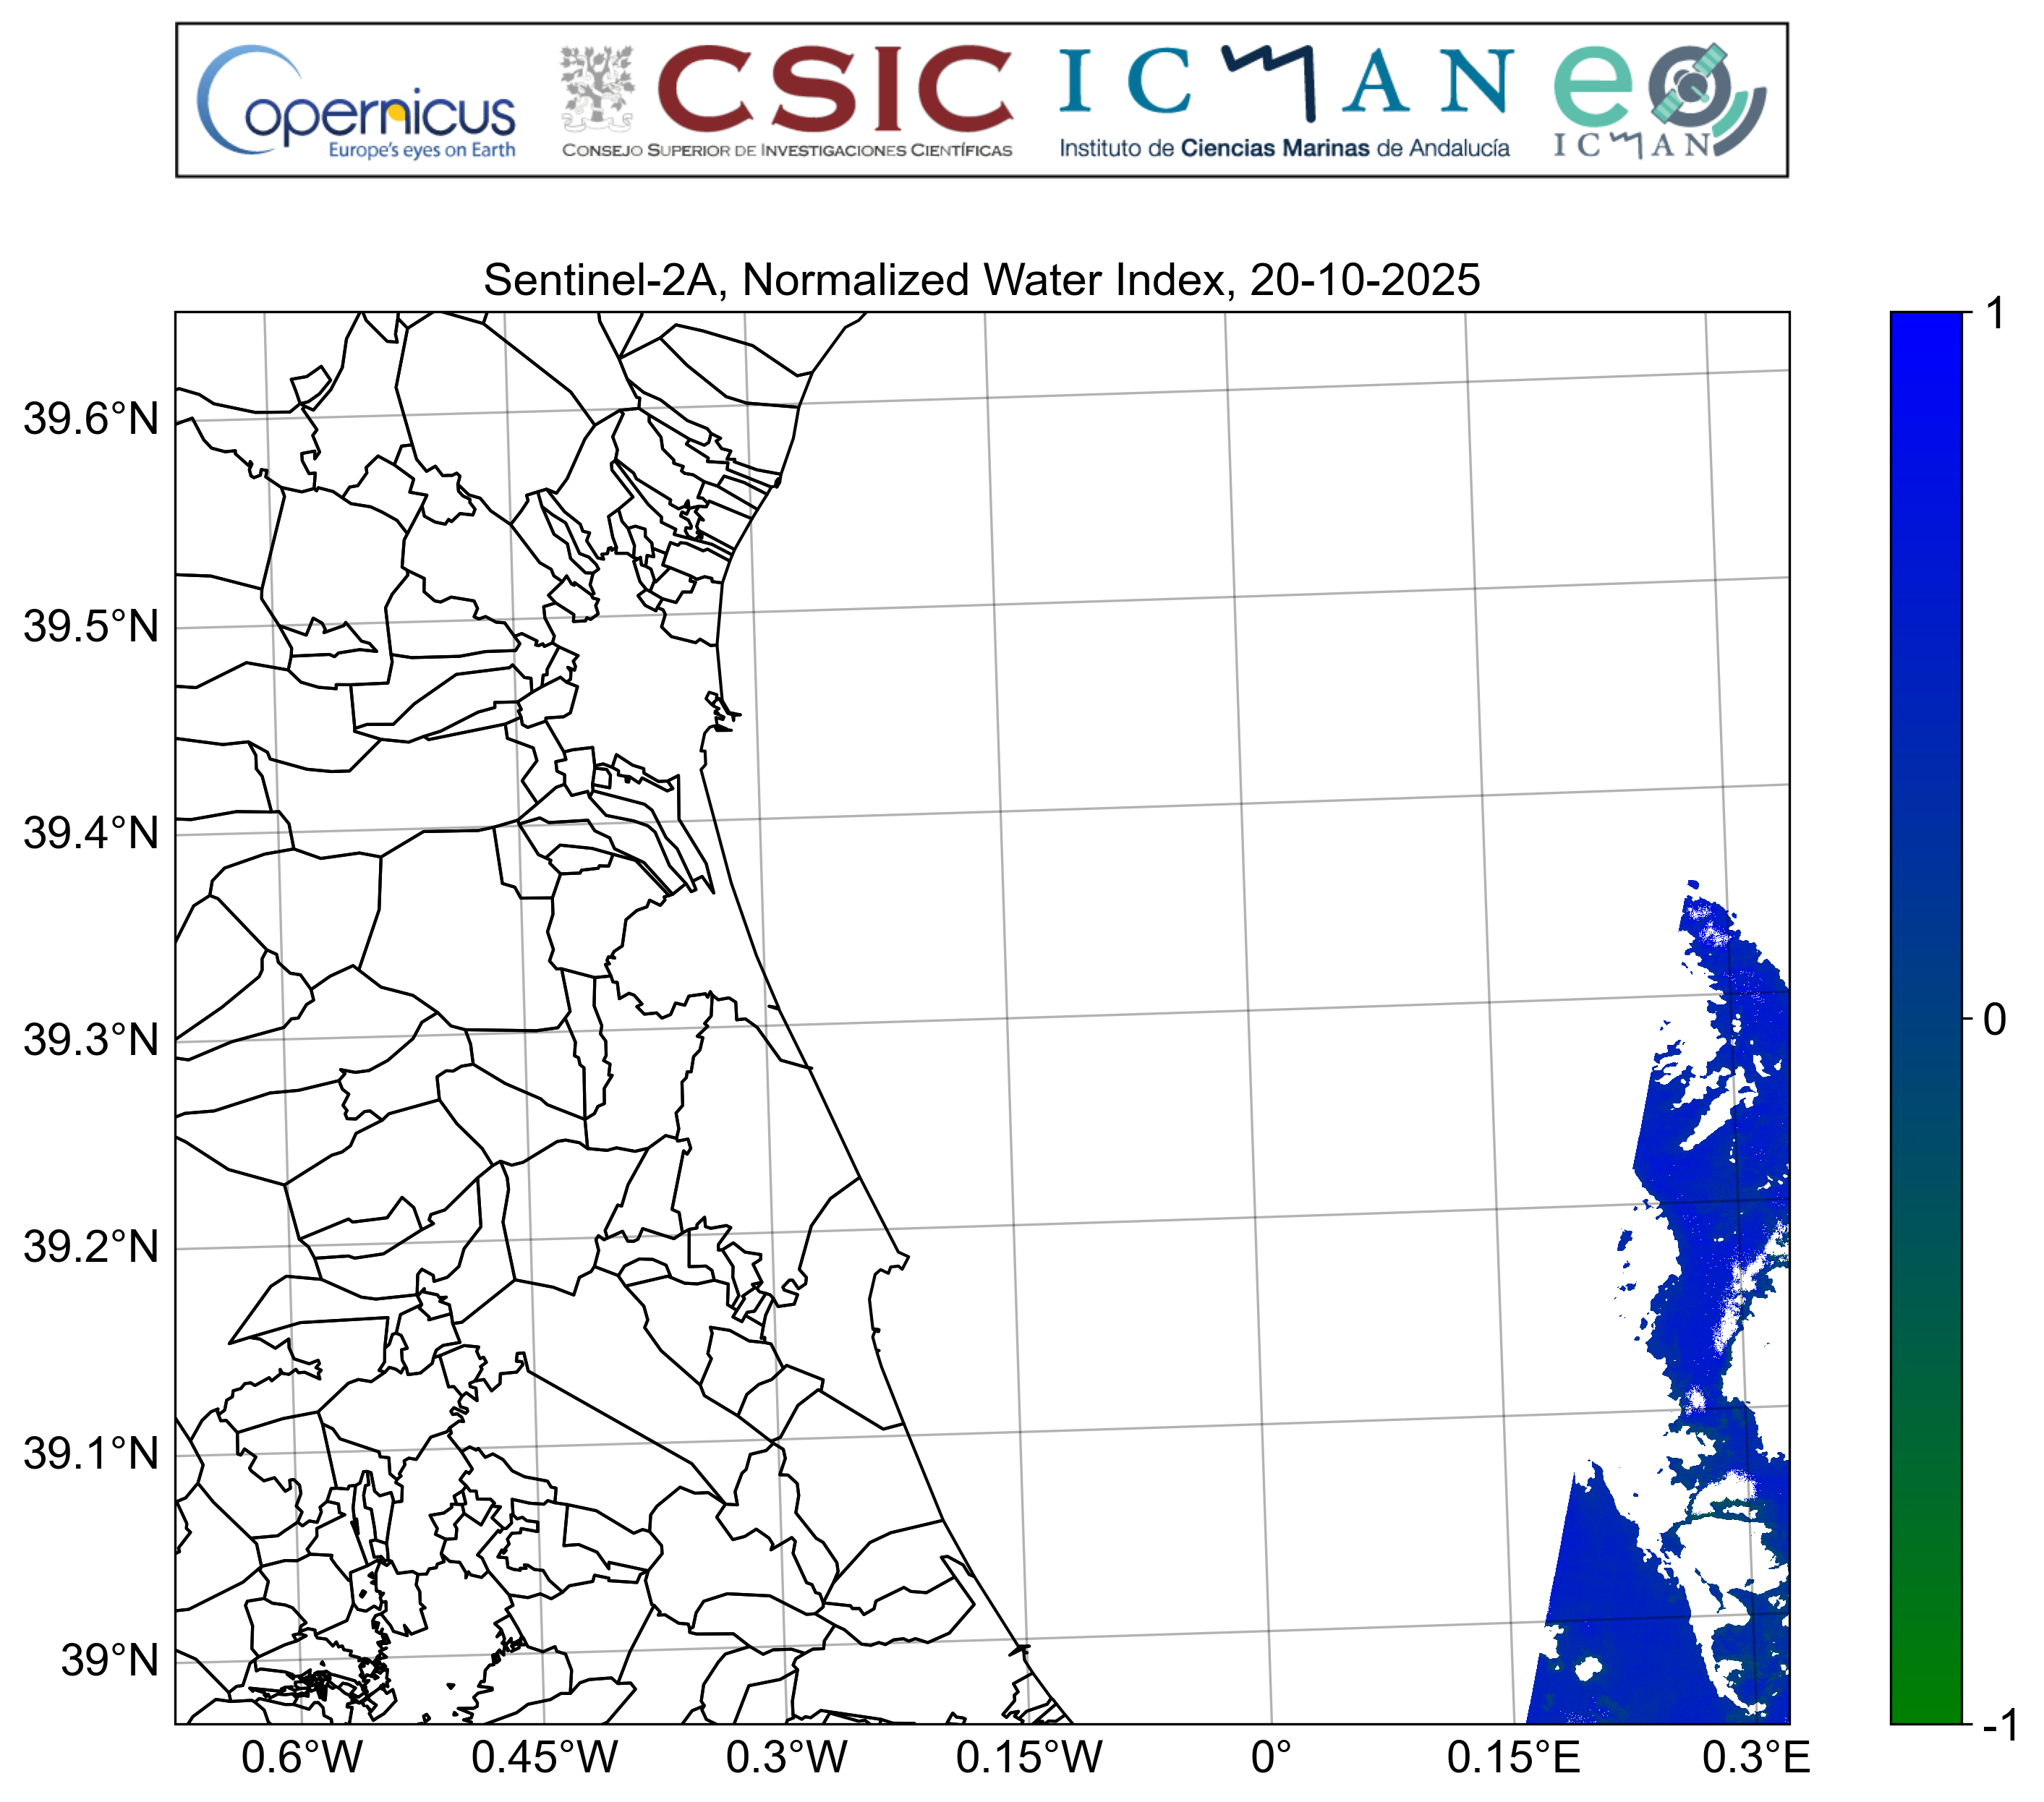 Copernicus
Europe's eyes on Earth
CSIC
CONSEJO SUPERIOR DE INVESTIGACIONES CIENTÍFICAS
ICMAN
Instituto de Ciencias Marinas de Andalucía
eo
ICMAN
Sentinel-2A, Normalized Water Index, 20-10-2025
39.6°N
39.5°N
39.4°N
39.3°N
39.2°N
39.1°N
39°N
0.6°W 0.45°W 0.3°W 0.15°W 0° 0.15°E 0.3°E
1
0
-1